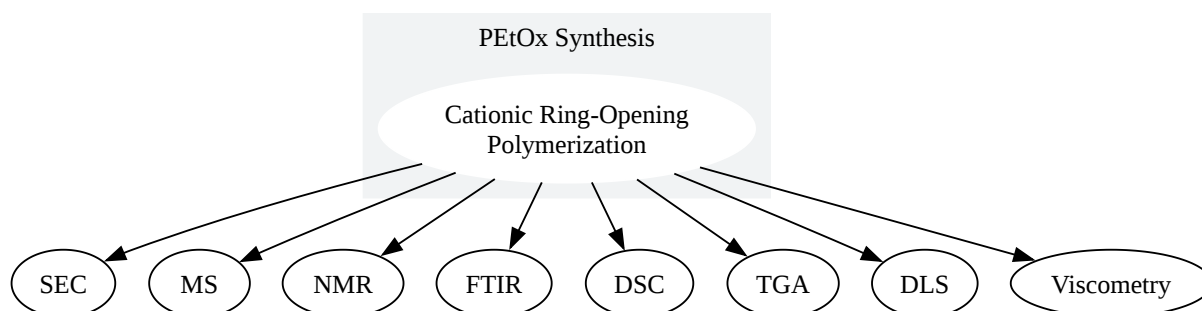 PEtOx Synthesis
Cationic Ring-Opening
Polymerization
SEC
MS
NMR
FTIR
DSC
TGA
DLS
Viscometry